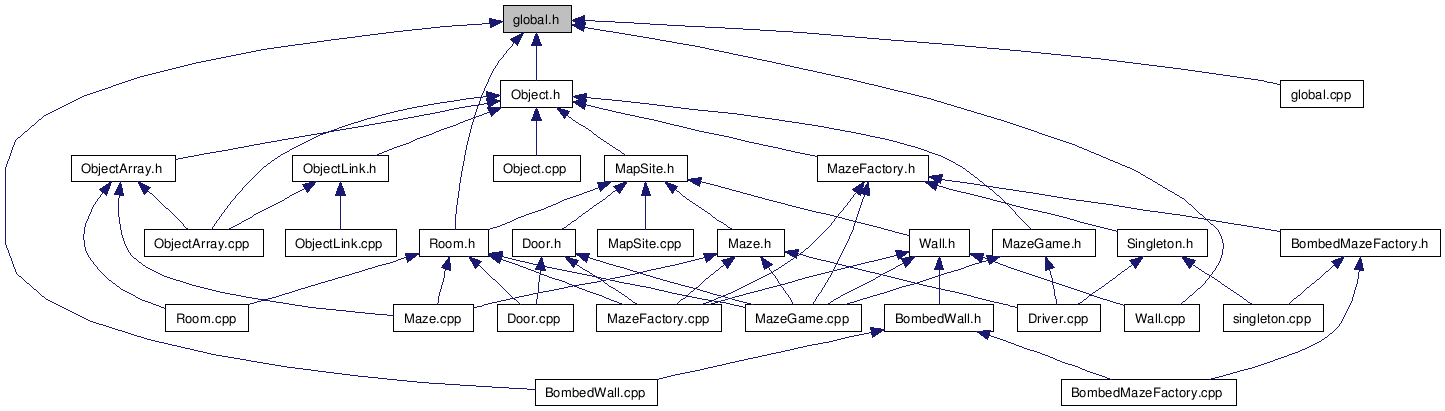 global.h
Object.h
global.cpp
ObjectArray.h
ObjectLink.h
Object.cpp
MapSite.h
MazeFactory.h
ObjectArray.cpp
ObjectLink.cpp
Room.h
Door.h
MapSite.cpp
Maze.h
Wall.h
MazeGame.h
Singleton.h
BombedMazeFactory.h
Room.cpp
Maze.cpp
Door.cpp
MazeFactory.cpp
MazeGame.cpp
BombedWall.h
Driver.cpp
Wall.cpp
singleton.cpp
BombedWall.cpp
BombedMazeFactory.cpp